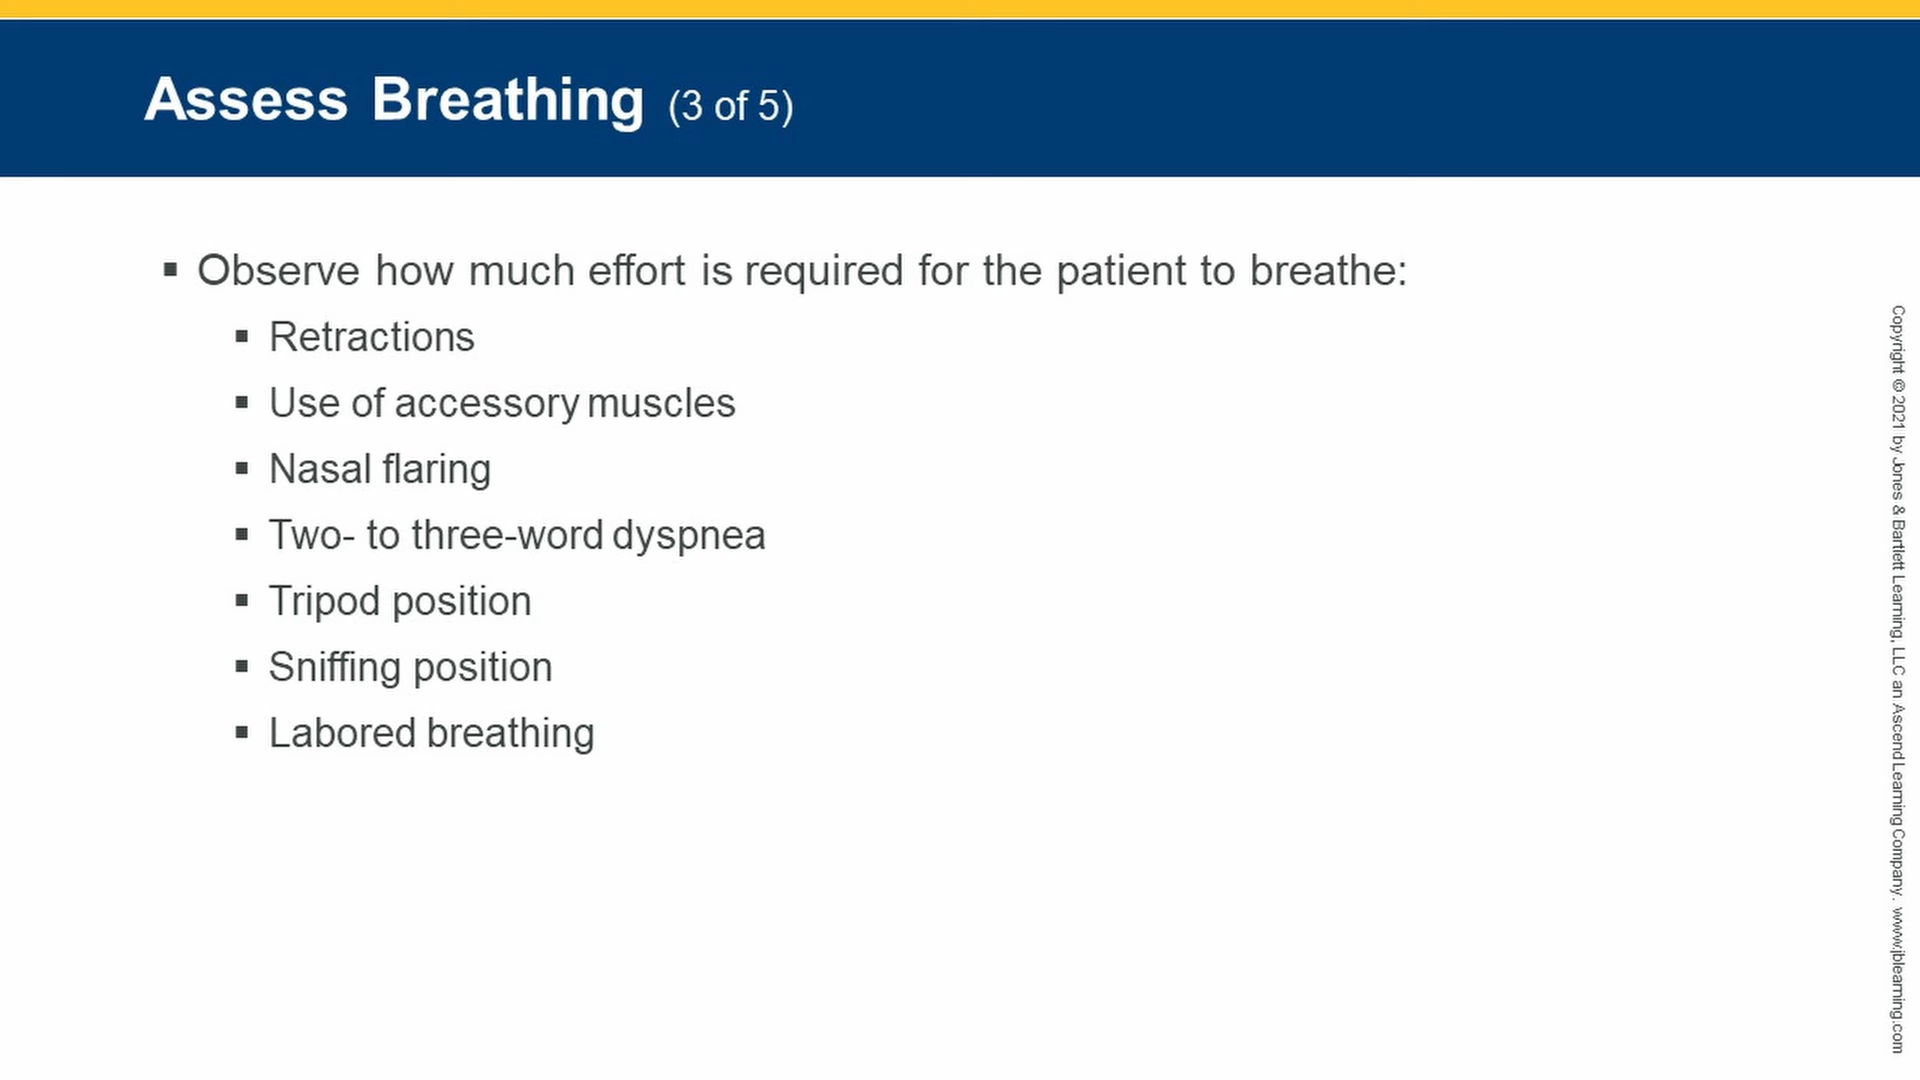 Assess Breathing (3 of 5)
▪ Observe how much effort is required for the patient to breathe:
▪ Retractions
▪ Use of accessory muscles
▪ Nasal flaring
▪ Two- to three-word dyspnea
▪ Tripod position
▪ Sniffing position
▪ Labored breathing
Copyright © 2021 by Jones & Bartlett Learning, LLC an Ascend Learning Company. www.jblearning.com